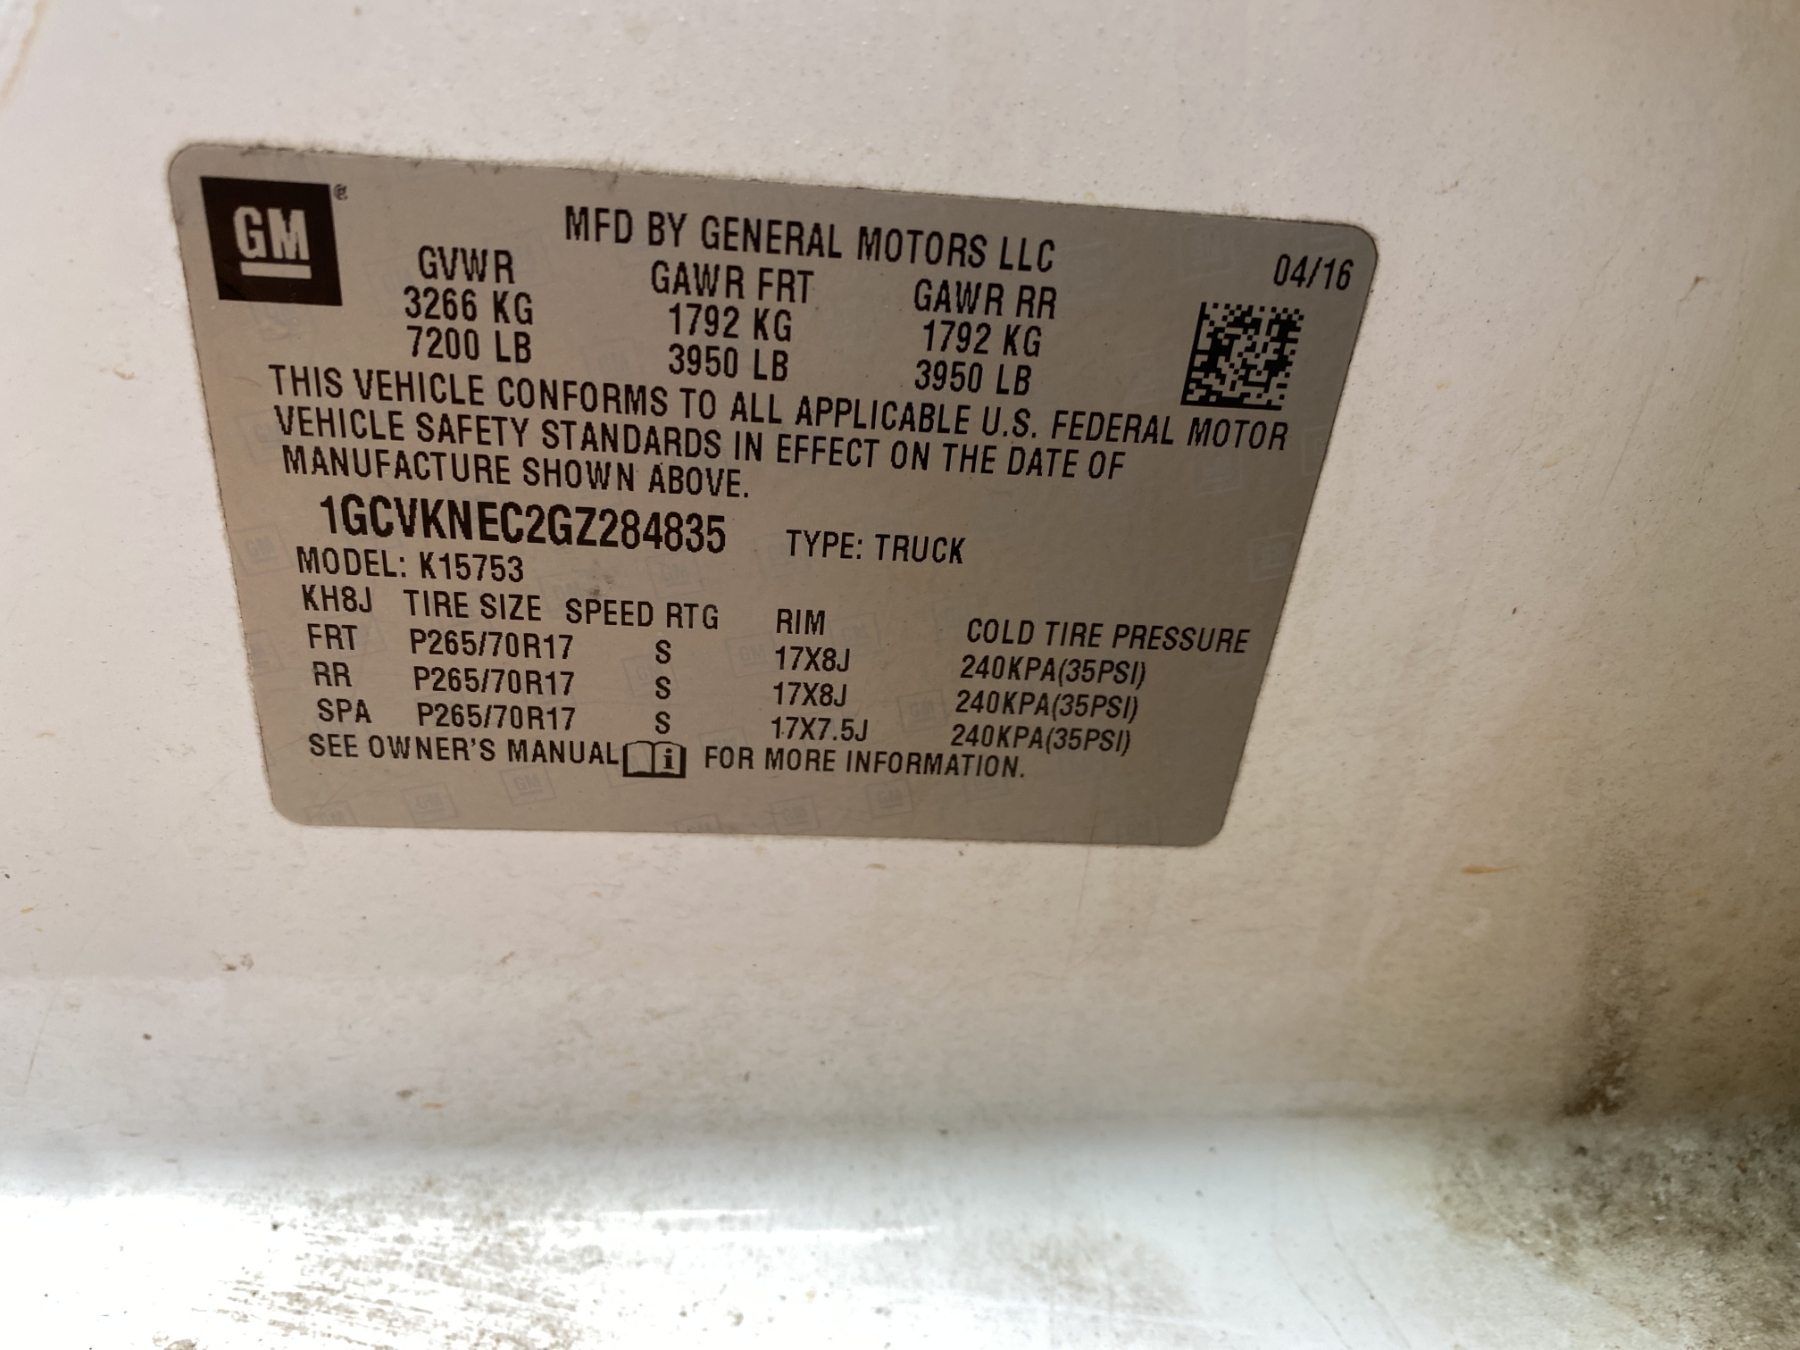 GM ®
MFD BY GENERAL MOTORS LLC
04/16
GVWR GAWR FRT GAWR RR
3266 KG 1792 KG 1792 KG
7200 LB 3950 LB 3950 LB
THIS VEHICLE CONFORMS TO ALL APPLICABLE U.S. FEDERAL MOTOR
VEHICLE SAFETY STANDARDS IN EFFECT ON THE DATE OF
MANUFACTURE SHOWN ABOVE.
1GCVKNEC2GZ284835 TYPE: TRUCK
MODEL: K15753
KH8J TIRE SIZE SPEED RTG RIM COLD TIRE PRESSURE
FRT P265/70R17 S 17X8J 240KPA(35PSI)
RR P265/70R17 S 17X8J 240KPA(35PSI)
SPA P265/70R17 S 17X7.5J 240KPA(35PSI)
SEE OWNER'S MANUAL i FOR MORE INFORMATION.